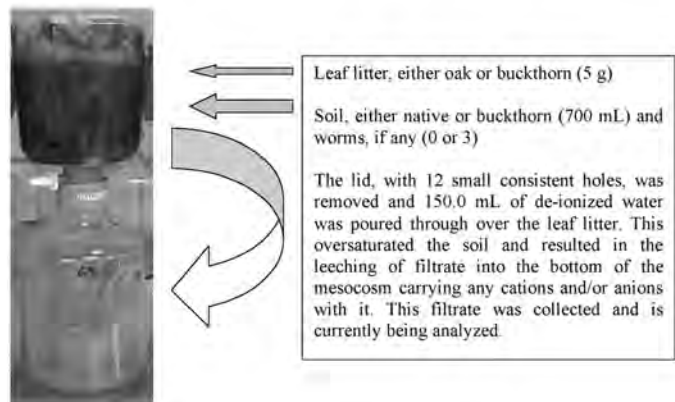 Leaf litter, either oak or buckthorn (5 g)
Soil, either native or buckthorn (700 mL) and
worms, if any (0 or 3)
The lid, with 12 small consistent holes, was
removed and 150.0 mL of de-ionized water
was poured through over the leaf litter. This
oversaturated the soil and resulted in the
leeching of filtrate into the bottom of the
mesocosm carrying any cations and/or anions
with it. This filtrate was collected and is
currently being analyzed.